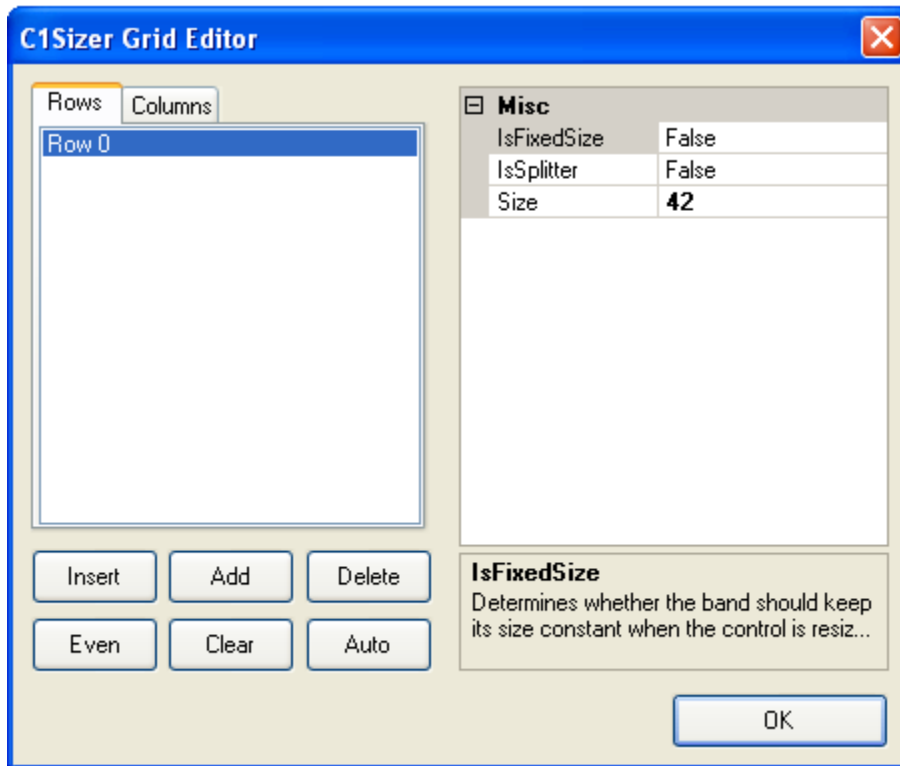 C1Sizer Grid Editor
Rows
Columns
Row 0
Insert
Add
Delete
Even
Clear
Auto
Misc
IsFixedSize False
IsSplitter False
Size 42
IsFixedSize
Determines whether the band should keep
its size constant when the control is resiz...
OK